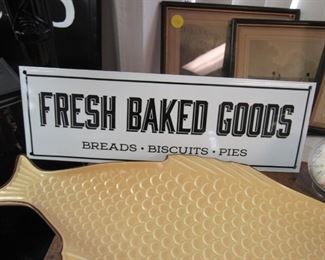 FRESH BAKED GOODS
BREADS • BISCUITS • PIES